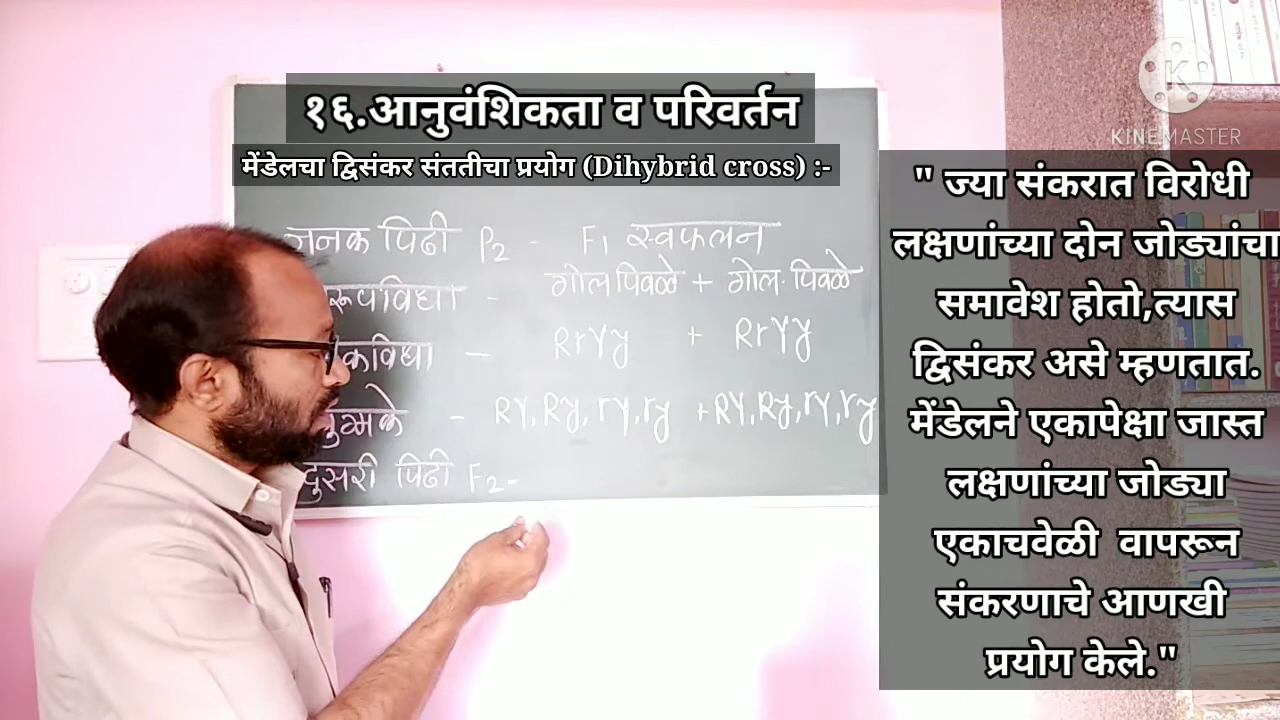 १६.आनुवंशिकता व परिवर्तन
मेंडेलचा द्विसंकर संततीचा प्रयोग (Dihybrid cross) :-
जनक पिढी P2 - F1 स्वफलन
रूपविधा - गोल पिवळे + गोल. पिवळे
कविधा - RrYy + RrYy
युग्मके - RY, Ry, rY, ry + RY, Ry, rY, ry
दुसरी पिढी F2-
" ज्या संकरात विरोधी
लक्षणांच्या दोन जोड्यांचा
समावेश होतो,त्यास
द्विसंकर असे म्हणतात.
मेंडेलने एकापेक्षा जास्त
लक्षणांच्या जोड्या
एकाचवेळी वापरून
संकरणाचे आणखी
प्रयोग केले."
KINEMASTER